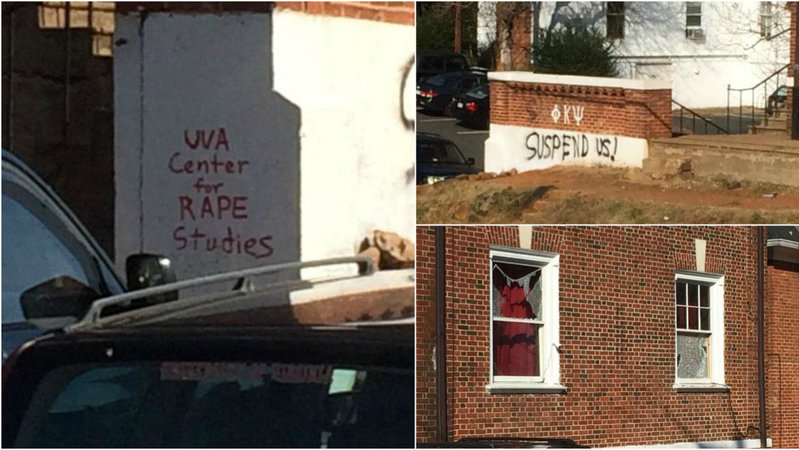 UVA
Center
for
RAPE
Studies
ΦΚΨ
SUSPEND US!